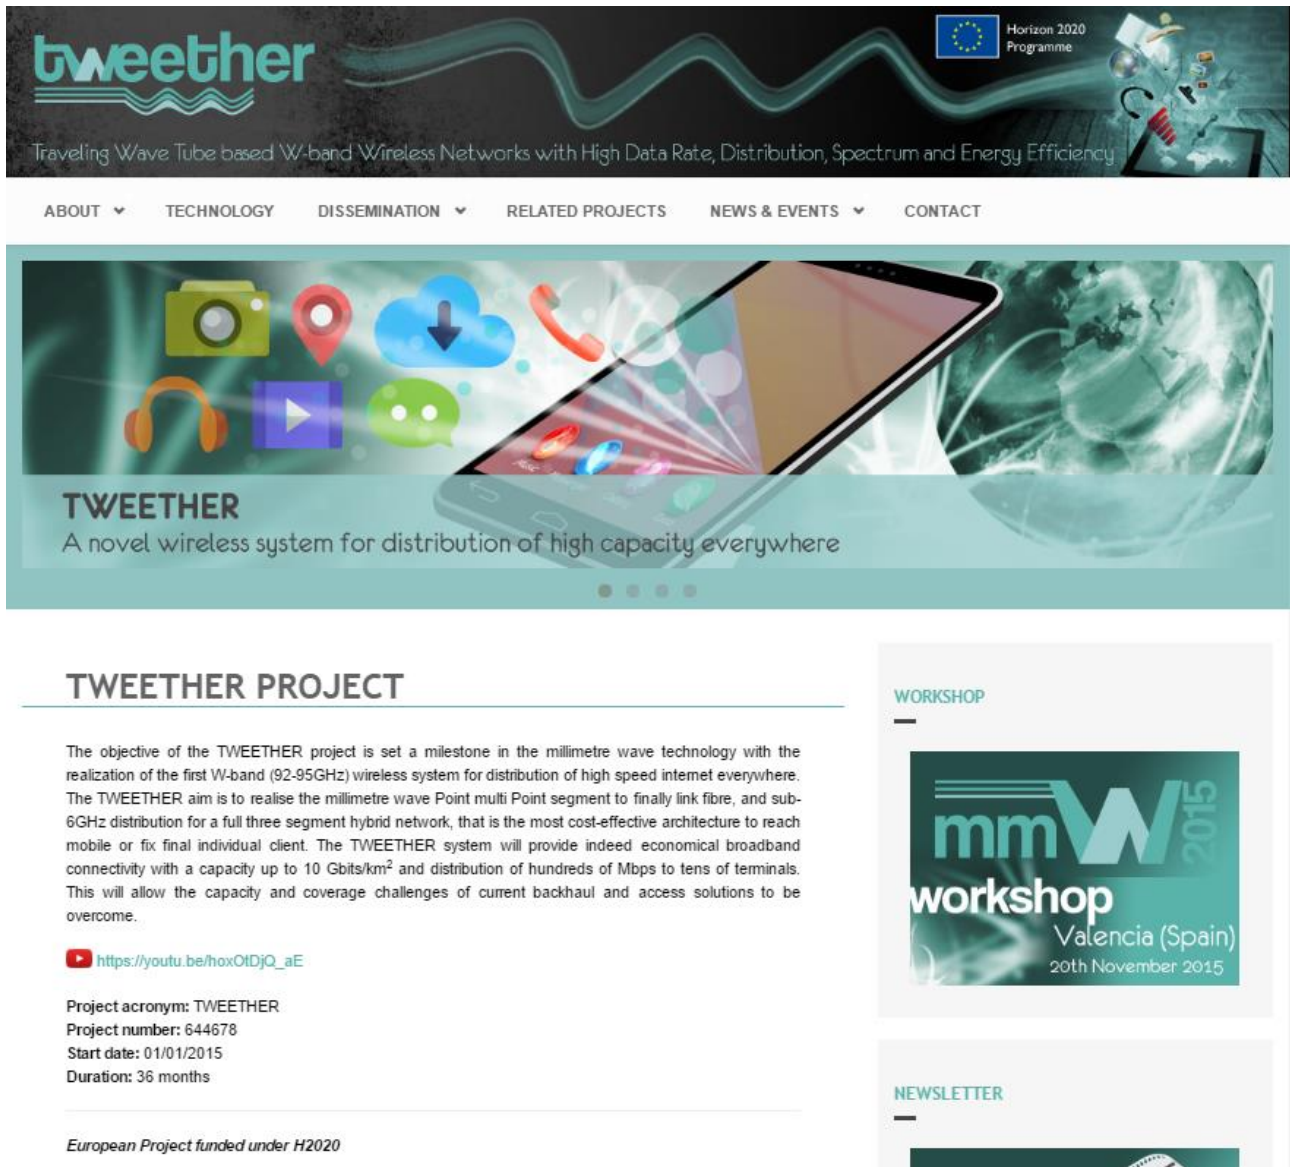 tweether
Horizon 2020
Programme
Traveling Wave Tube based W-band Wireless Networks with High Data Rate, Distribution, Spectrum and Energy Efficiency
ABOUT TECHNOLOGY DISSEMINATION RELATED PROJECTS NEWS & EVENTS CONTACT
TWEETHER
A novel wireless system for distribution of high capacity everywhere
TWEETHER PROJECT
The objective of the TWEETHER project is set a milestone in the millimetre wave technology with the
realization of the first W-band (92-95GHz) wireless system for distribution of high speed internet everywhere.
The TWEETHER aim is to realise the millimetre wave Point multi Point segment to finally link fibre, and sub-
6GHz distribution for a full three segment hybrid network, that is the most cost-effective architecture to reach
mobile or fix final individual client. The TWEETHER system will provide indeed economical broadband
connectivity with a capacity up to 10 Gbits/km² and distribution of hundreds of Mbps to tens of terminals.
This will allow the capacity and coverage challenges of current backhaul and access solutions to be
overcome.
https://youtu.be/hoxOtDjQ_aE
Project acronym: TWEETHER
Project number: 644678
Start date: 01/01/2015
Duration: 36 months
European Project funded under H2020
WORKSHOP
mmW 2015
workshop
Valencia (Spain)
20th November 2015
NEWSLETTER